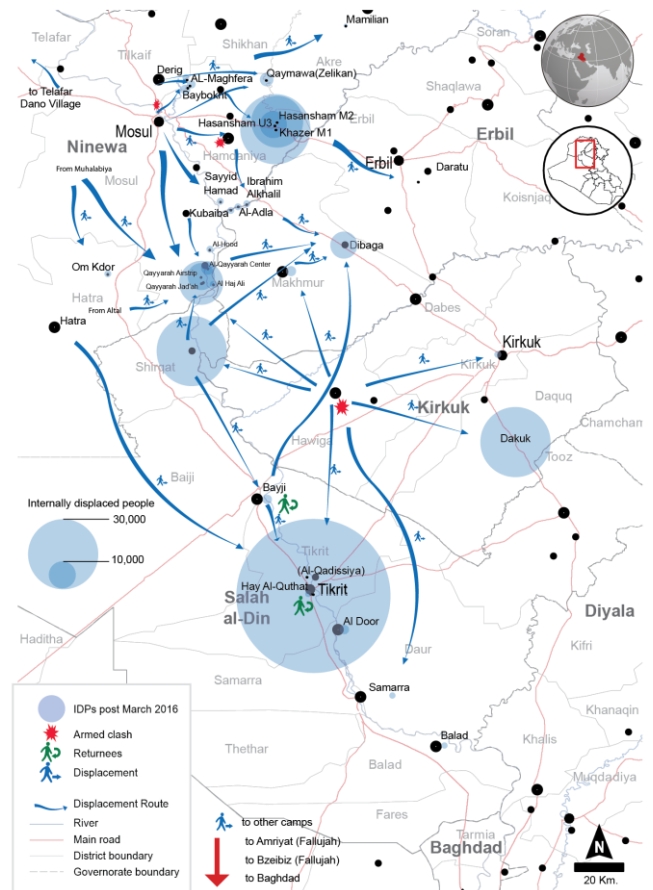 Telafar
Tilkaif
Shikhan
Mamilian
Soran
Akre
Derig
AL-Maghfera
Qaymawa(Zelikan)
Baybokht
Shaqlawa
to Telafar
Dano Village
Mosul
Hasansham U3
Hasansham M2
Khazer M1
Erbil
Ninewa
Hamdaniya
Erbil
Erbil
Daratu
From Muhalabiya
Mosul
Sayyid
Hamad
Ibrahim
Alkhalil
Koisnjaq
Kubaiba
Al-Adla
Al-Hood
Dibaga
Al-Qayyarah Center
Qayyarah Airstrip
Qayyarah Jad'ah
Al Haj Ali
Makhmur
Om Kdor
Hatra
From Altal
Dabes
Hatra
Kirkuk
Shirqat
Kirkuk
Kirkuk
Daquq
Chamcham
Hawiga
Dakuk
Tooz
Baiji
Bayji
Internally displaced people
30,000
10,000
Tikrit
(Al-Qadissiya)
Hay Al-Quthat
Tikrit
Salah
al-Din
Diyala
Al Door
Haditha
Daur
Kifri
Samarra
Samarra
Khanaqin
Balad
Thethar
Khalis
Balad
Muqdadiya
Fares
Tarmia
Baghdad
IDPs post March 2016
Armed clash
Returnees
Displacement
Displacement Route
River
Main road
District boundary
Governorate boundary
to other camps
to Amriyat (Fallujah)
to Bzeibiz (Fallujah)
to Baghdad
N
20 Km.